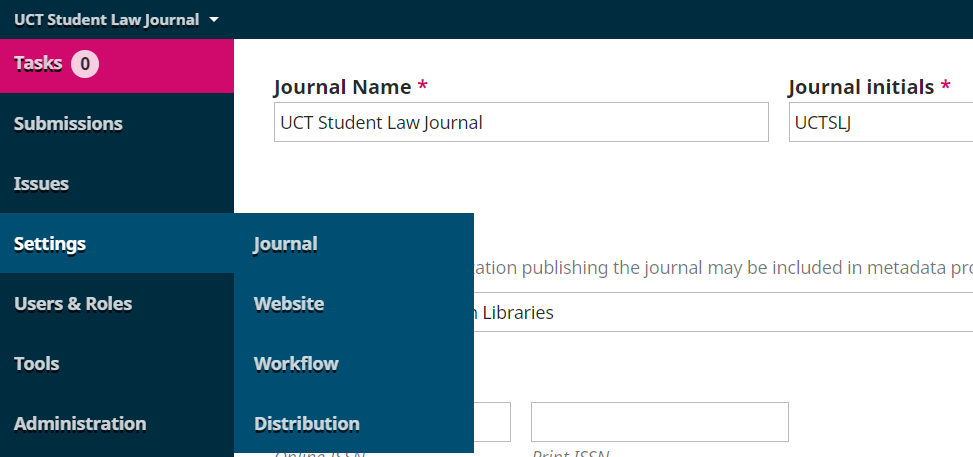 UCT Student Law Journal
Tasks 0
Submissions
Issues
Settings
Users & Roles
Tools
Administration
Journal
Website
Workflow
Distribution
Journal Name *
UCT Student Law Journal
Journal initials *
UCTSLJ
publishing the journal may be included in metadata
Libraries
Online ISSN
Print ISSN